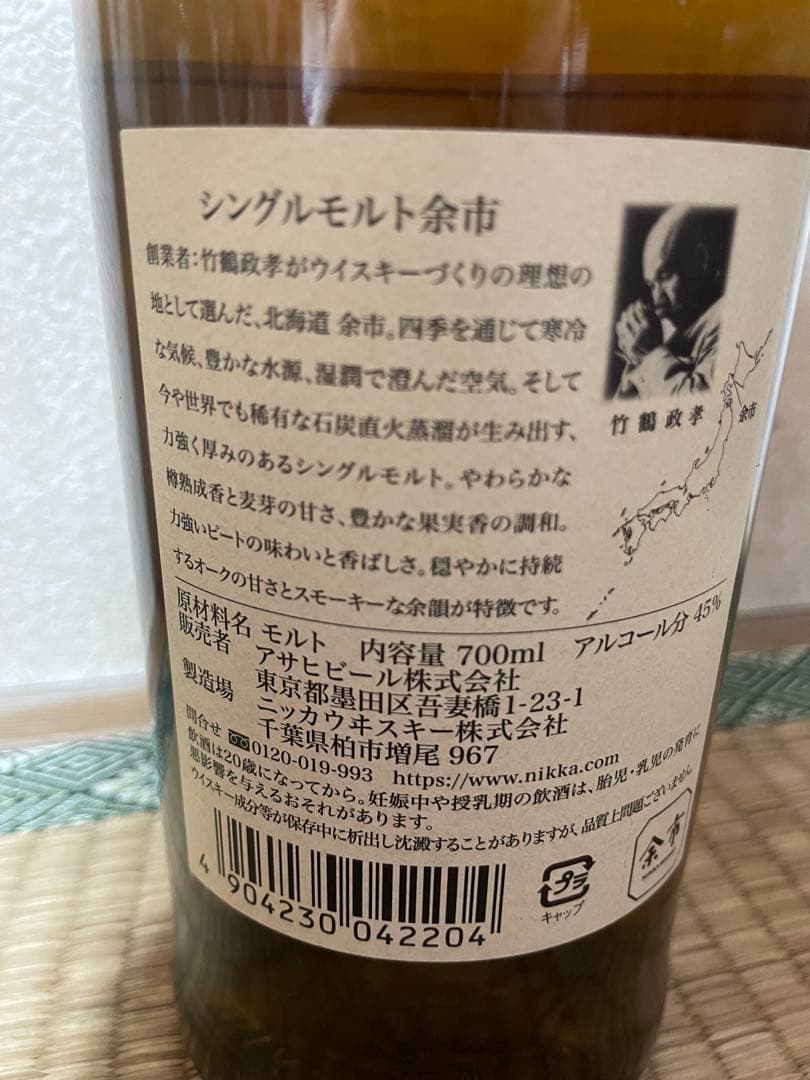 シングルモルト余市
創業者:竹鶴政孝がウイスキーづくりの理想の
地として選んだ、北海道 余市。四季を通じて寒冷
な気候、豊かな水源、湿潤で澄んだ空気。そして
今や世界でも稀有な石炭直火蒸溜が生み出す、
力強く厚みのあるシングルモルト。やわらかな
樽熟成香と麦芽の甘さ、豊かな果実香の調和。
力強いピートの味わいと香ばしさ。穏やかに持続
するオークの甘さとスモーキーな余韻が特徴です。
竹鶴政孝
余市
原材料名 モルト 内容量 700ml アルコール分 45%
販売者 アサヒビール株式会社
東京都墨田区吾妻橋1-23-1
製造場 ニッカウヰスキー株式会社
千葉県柏市増尾 967
問合せ 0120-019-993 https://www.nikka.com
飲酒は20歳になってから。妊娠中や授乳期の飲酒は、胎児・乳児の発育に
悪影響を与えるおそれがあります。
ウイスキー成分等が保存中に析出し沈澱することがありますが、品質上問題ございません。
4 904230 042204
プラ
キャップ
余市